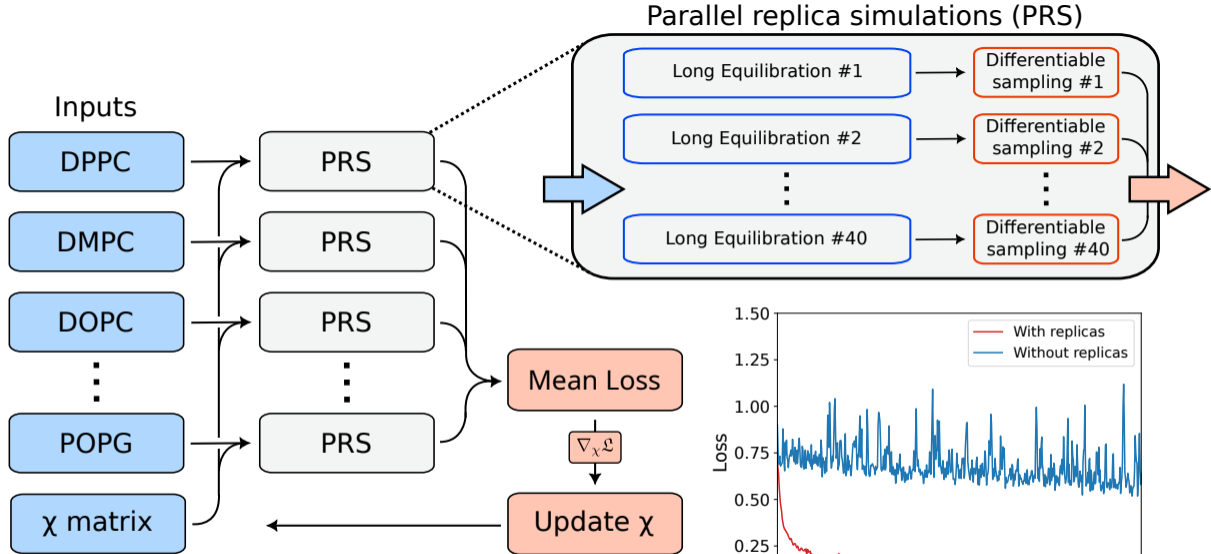 Parallel replica simulations (PRS)
Long Equilibration #1
Differentiable
sampling #1
Long Equilibration #2
Differentiable
sampling #2
Long Equilibration #40
Differentiable
sampling #40
Inputs
DPPC
PRS
DMPC
PRS
DOPC
PRS
POPG
PRS
χ matrix
Mean Loss
∇χ𝔏
Update χ
1.50
1.25
1.00
0.75
0.50
0.25
Loss
With replicas
Without replicas